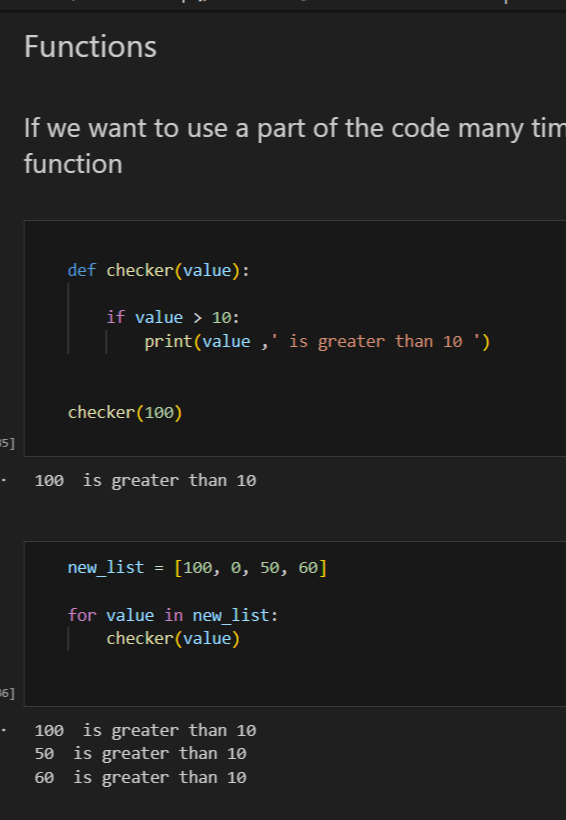 Functions
If we want to use a part of the code many
function
def checker(value):
if value > 10:
print(value ,' is greater than 10 ')
checker(100)
5]
100  is greater than 10
new_list = [100, 0, 50, 60]
for value in new_list:
checker(value)
6]
100  is greater than 10
50  is greater than 10
60  is greater than 10